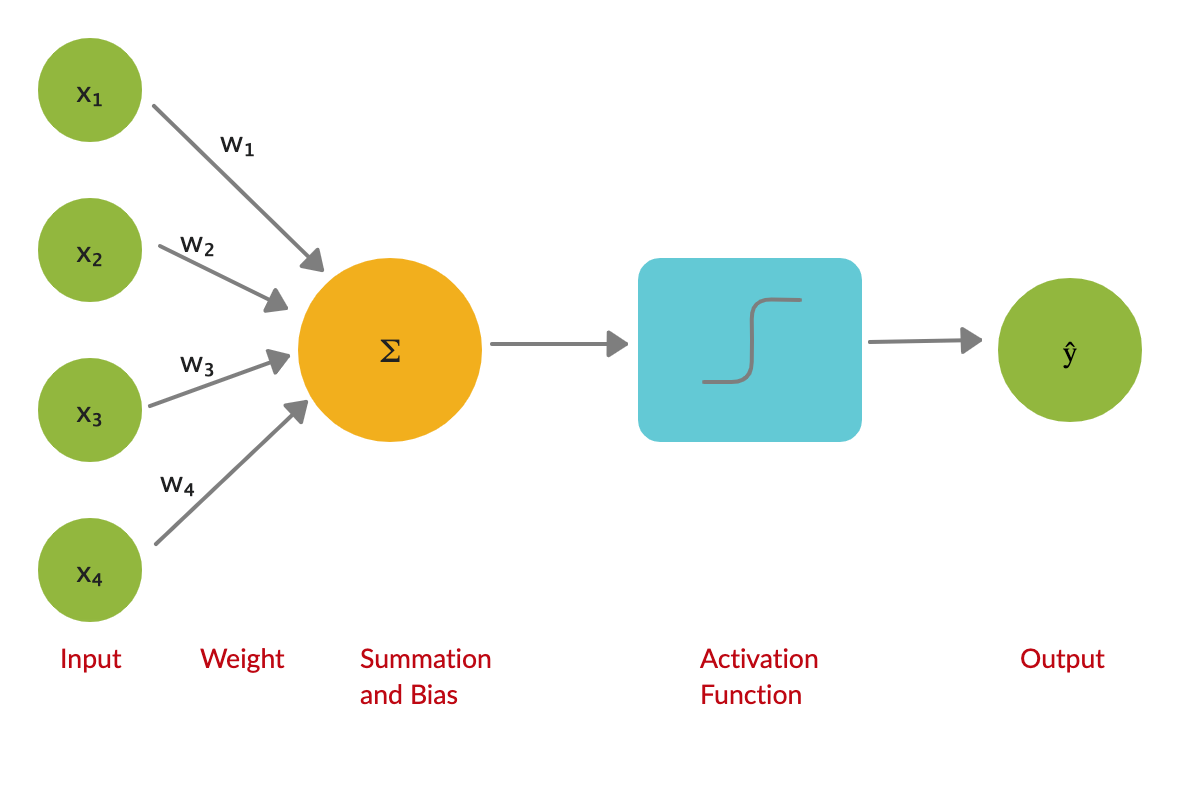 x₁
w₁
x₂
w₂
x₃
w₃
x₄
w₄
Σ
ŷ
Input
Weight
Summation
and Bias
Activation
Function
Output